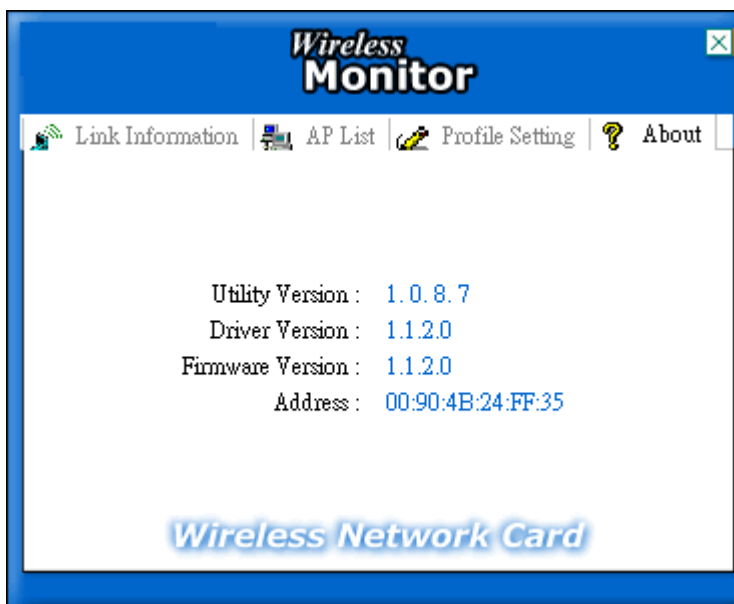 Wireless
Monitor
Link Information AP List Profile Setting About
Utility Version : 1. 0. 8. 7
Driver Version : 1.1.2.0
Firmware Version : 1.1.2.0
Address : 00:90:4B:24:FF:35
Wireless Network Card